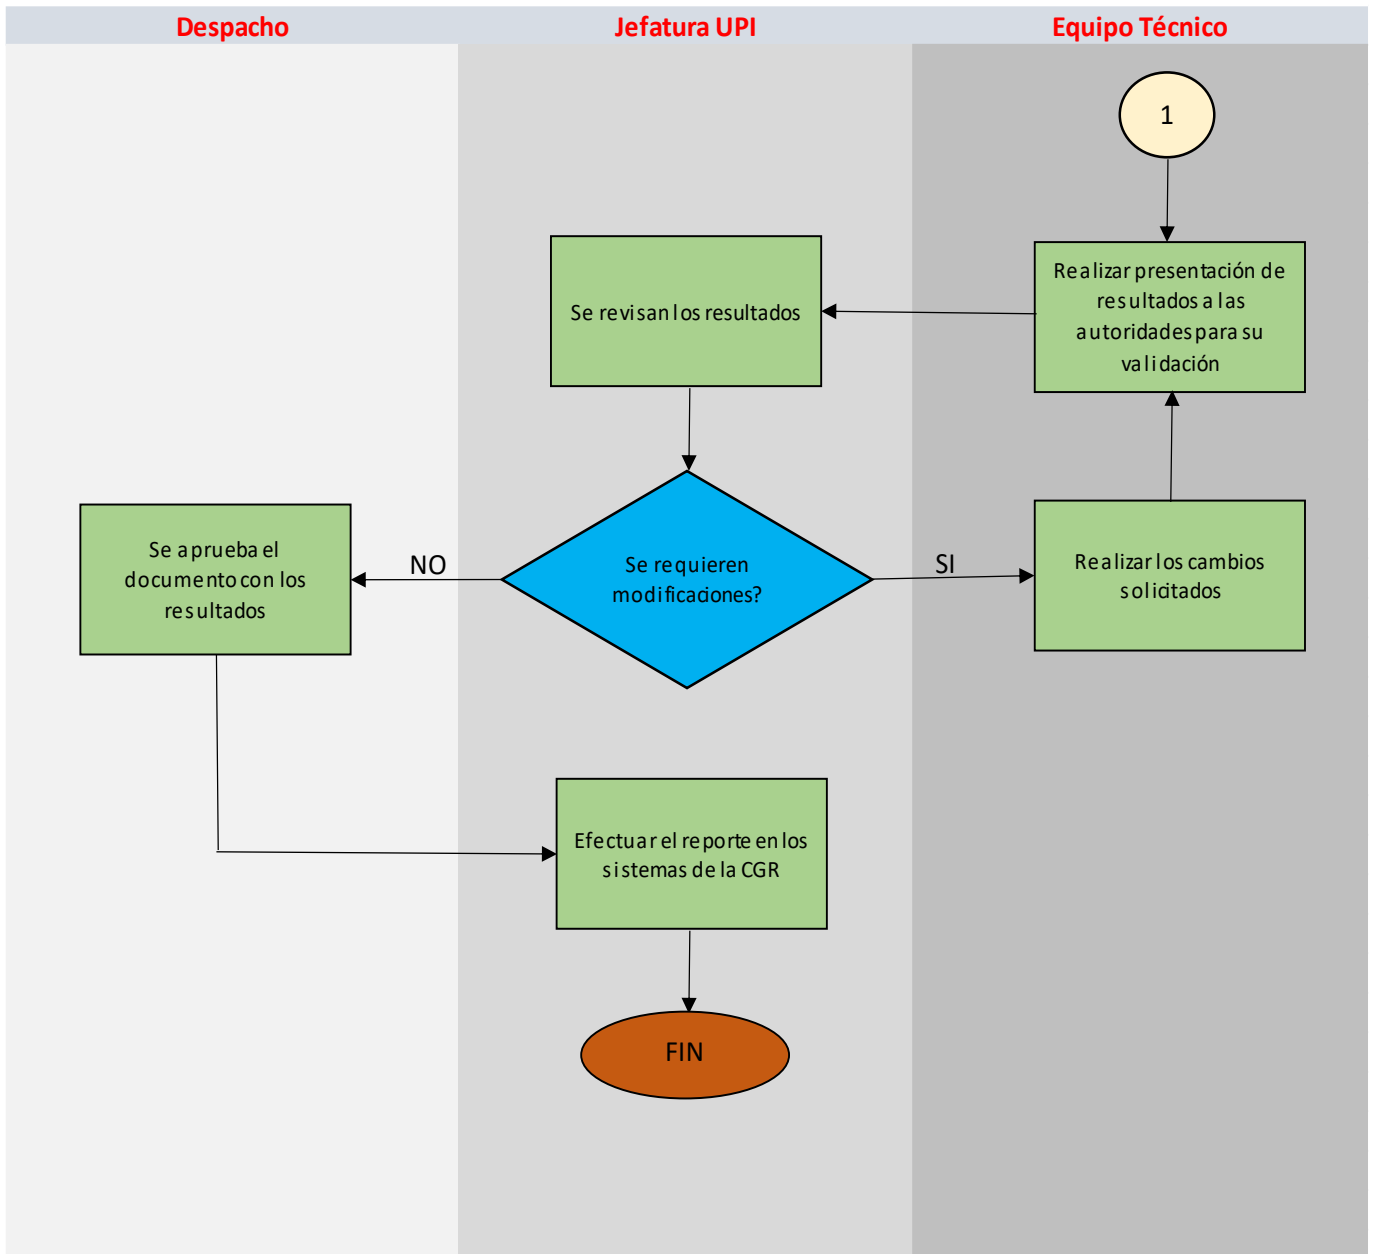 Despacho
Jefatura UPI
Equipo Técnico
1
Realizar presentación de
resultados a las
autoridades para su
validación
Se revisan los resultados
Se requieren
modificaciones?
NO
SI
Se aprueba el
documento con los
resultados
Realizar los cambios
solicitados
Efectuar el reporte en los
sistemas de la CGR
FIN